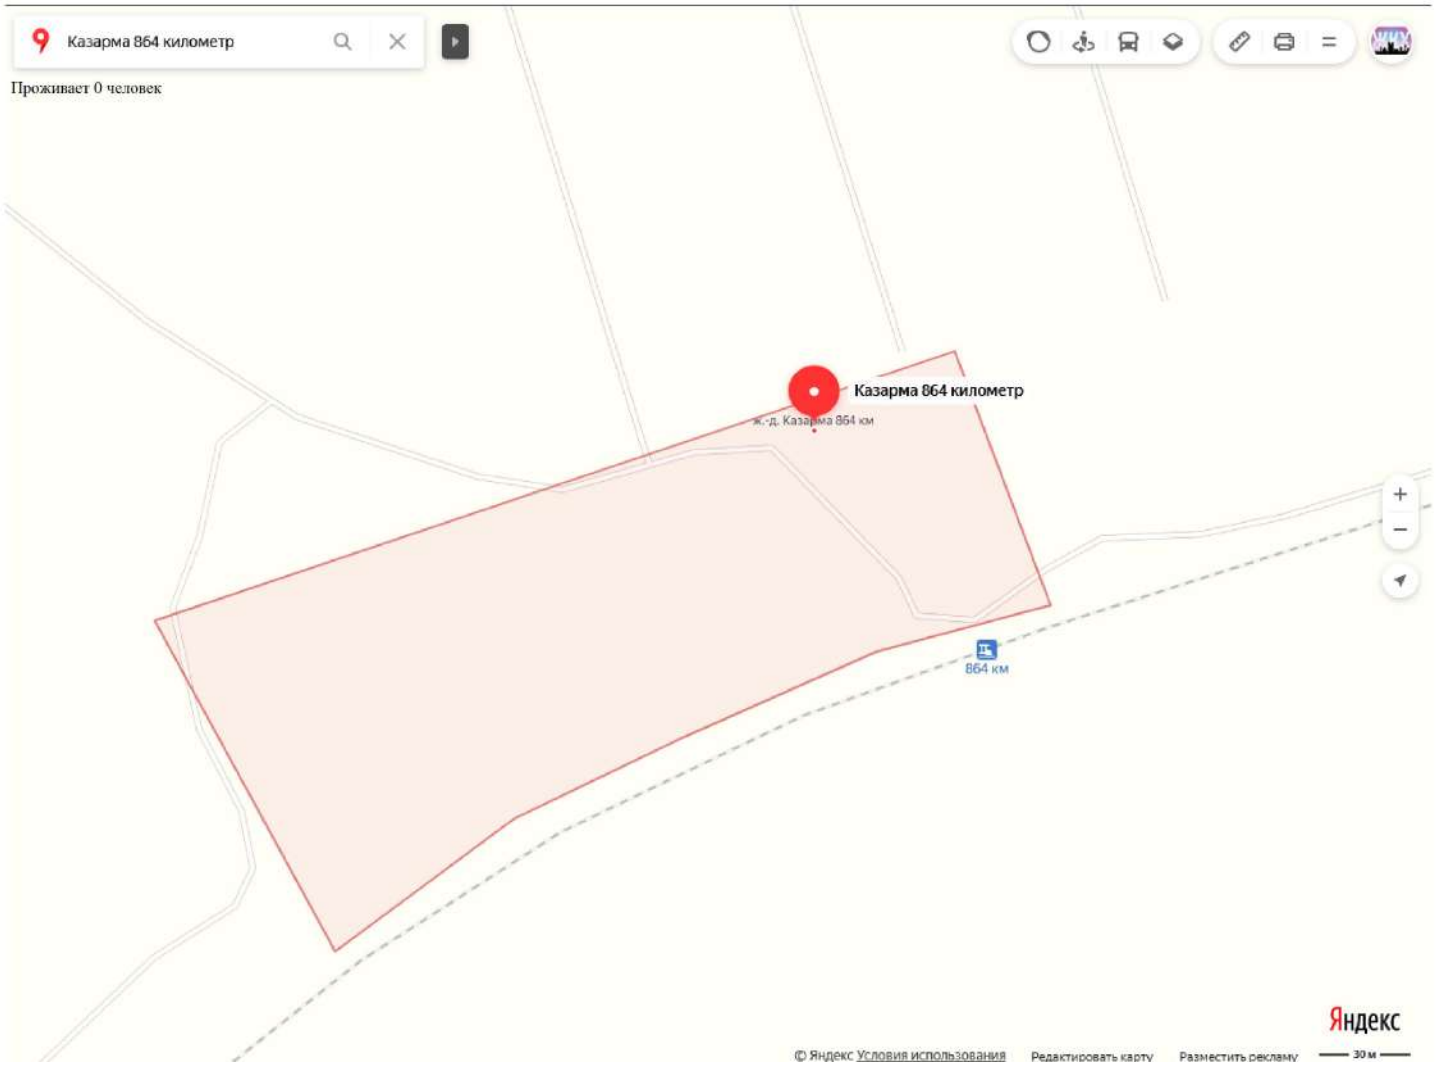 Казарма 864 километр
Проживает 0 человек
Казарма 864 километр
ж.-д. Казарма 864 км
864 км
Яндекс
© Яндекс Условия использования Редактировать карту Разместить рекламу 30 м